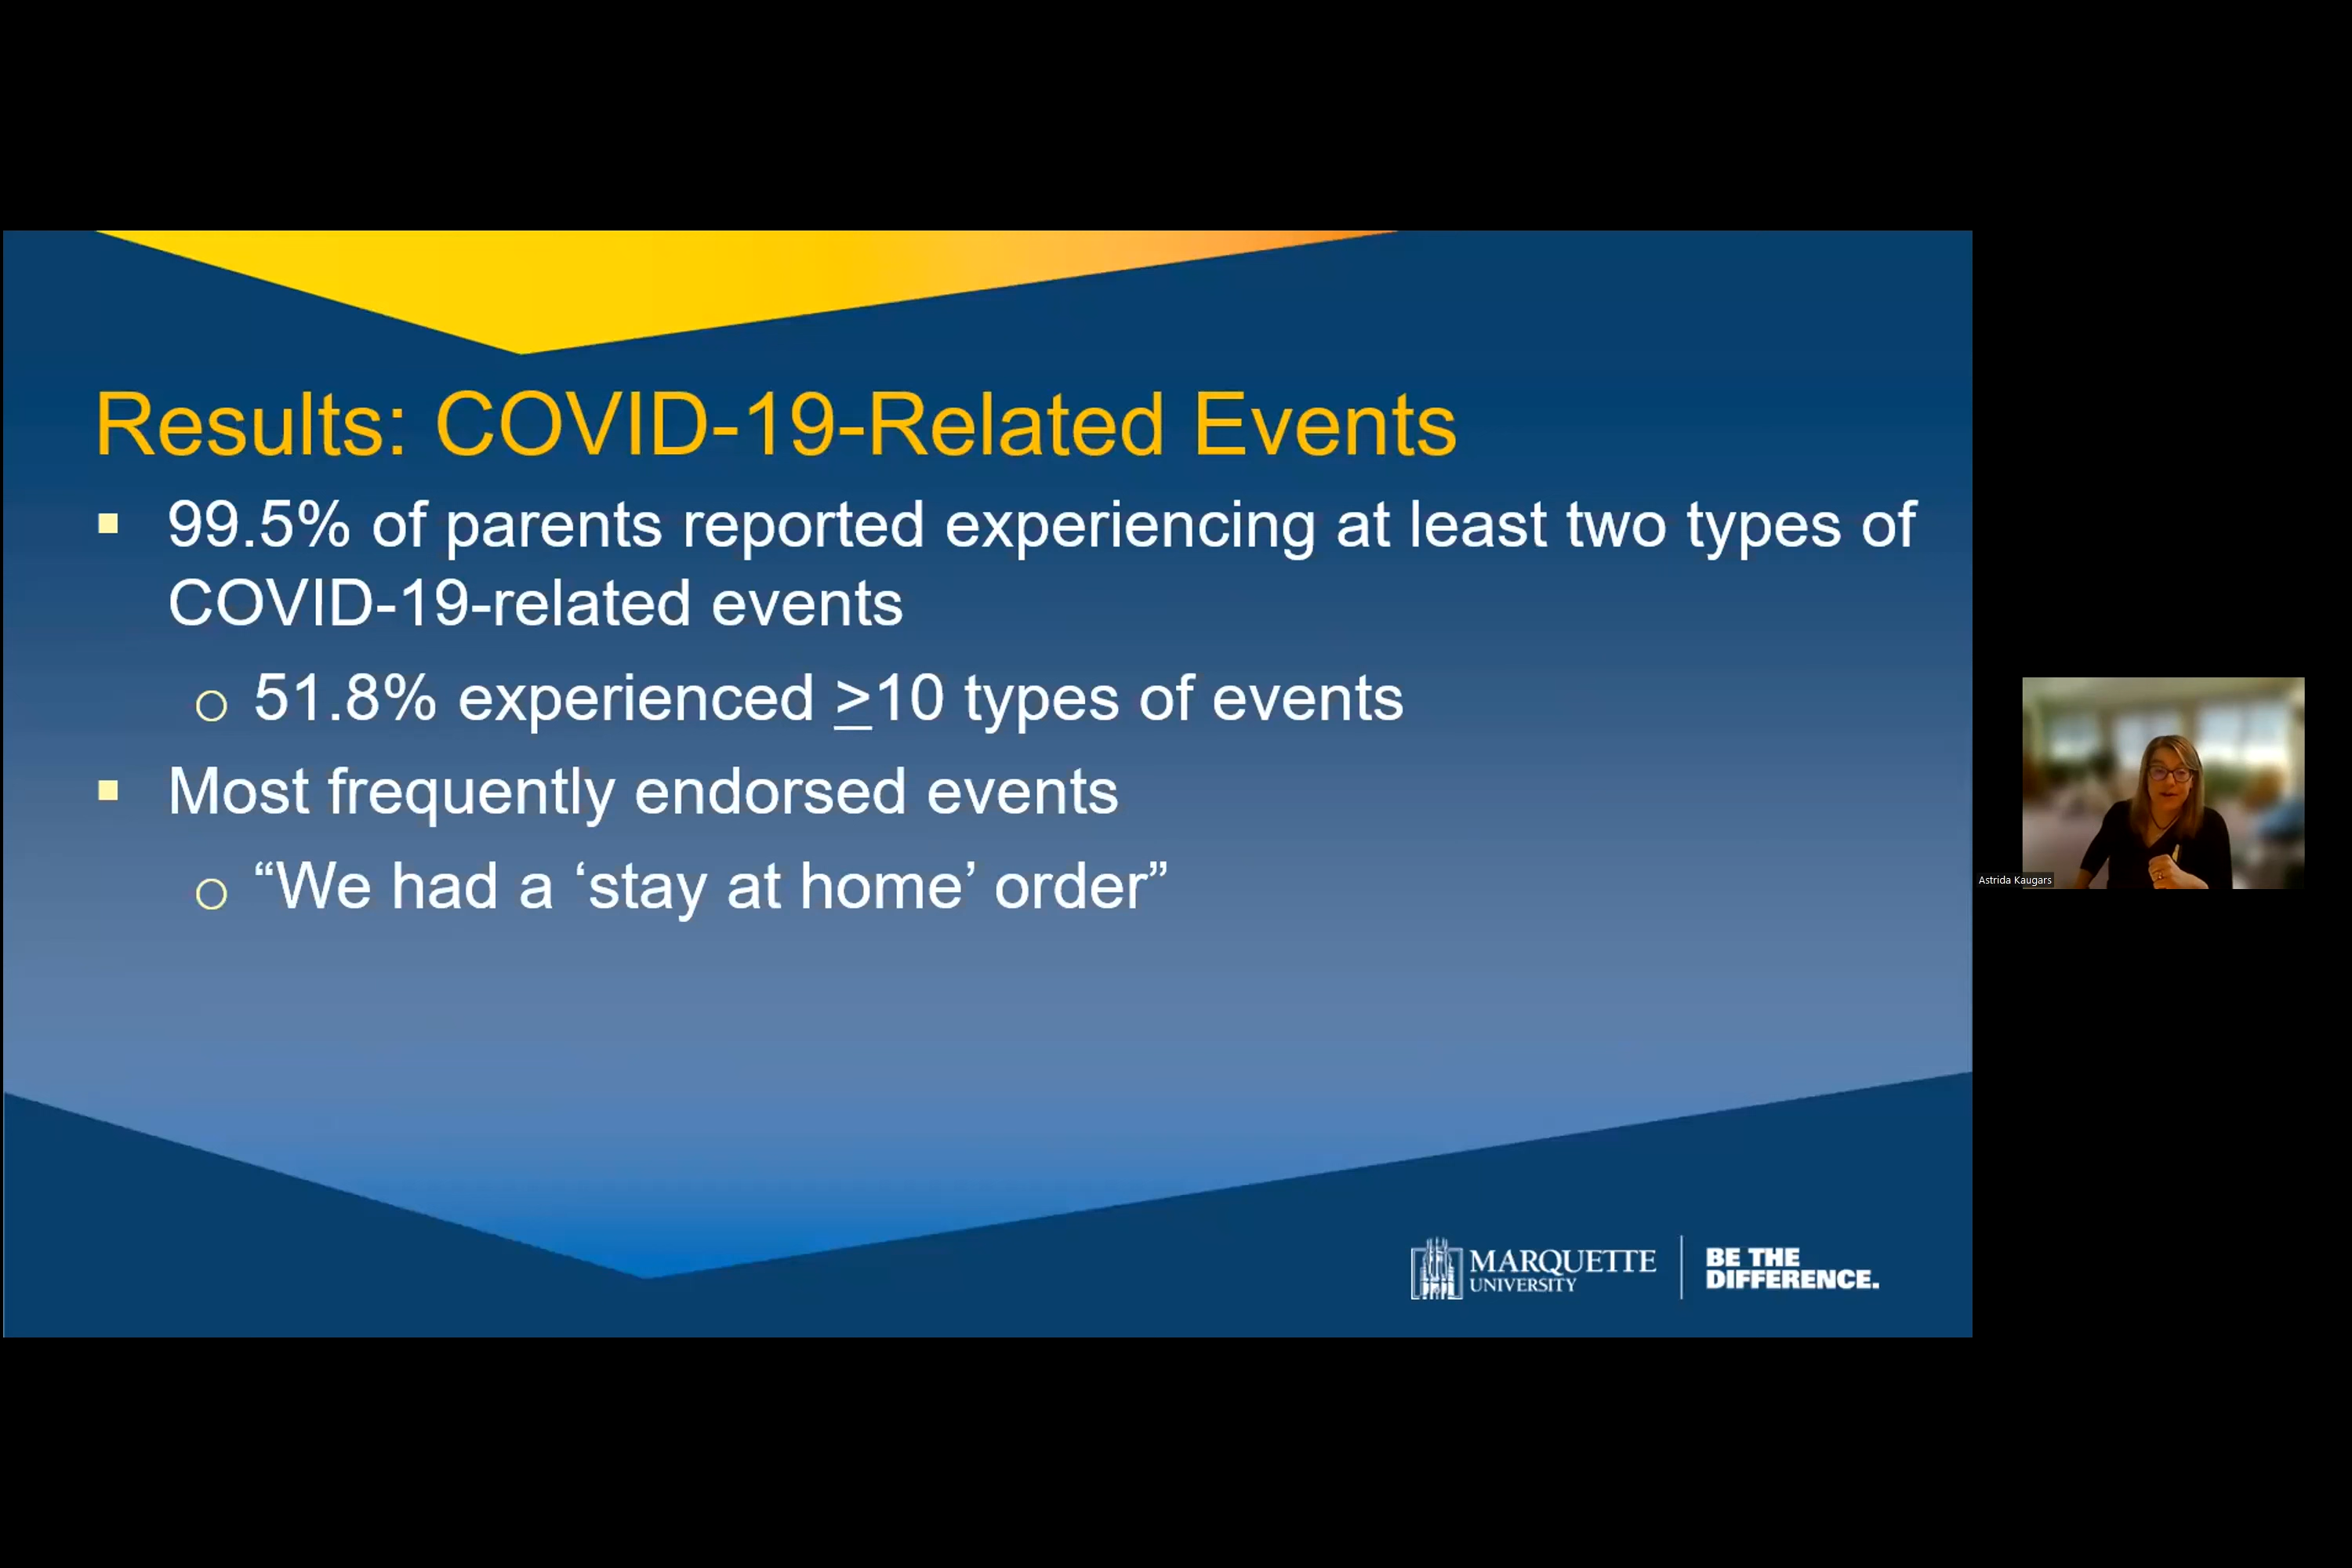 Results: COVID-19-Related Events
99.5% of parents reported experiencing at least two types of
COVID-19-related events
51.8% experienced ≥10 types of events
Most frequently endorsed events
“We had a ‘stay at home’ order”
Astrida Kaugars
MARQUETTE
UNIVERSITY
BE THE
DIFFERENCE.